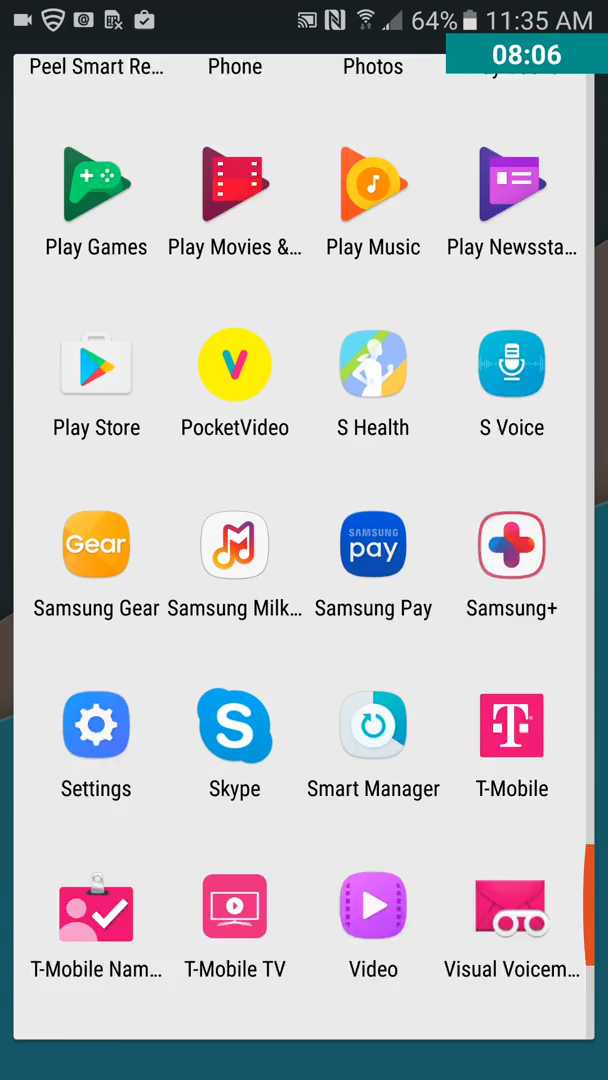 64% 11:35 AM
08:06
Peel Smart Re... Phone Photos
Play Games Play Movies &... Play Music Play Newssta...
Play Store PocketVideo S Health S Voice
Gear SAMSUNG pay
Samsung Gear Samsung Milk... Samsung Pay Samsung+
Settings Skype Smart Manager T-Mobile
T-Mobile Nam... T-Mobile TV Video Visual Voicem...